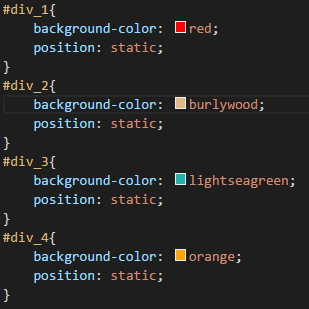 #div_1{
    background-color: red;
    position: static;
}
#div_2{
    background-color: burlywood;
    position: static;
}
#div_3{
    background-color: lightseagreen;
    position: static;
}
#div_4{
    background-color: orange;
    position: static;
}